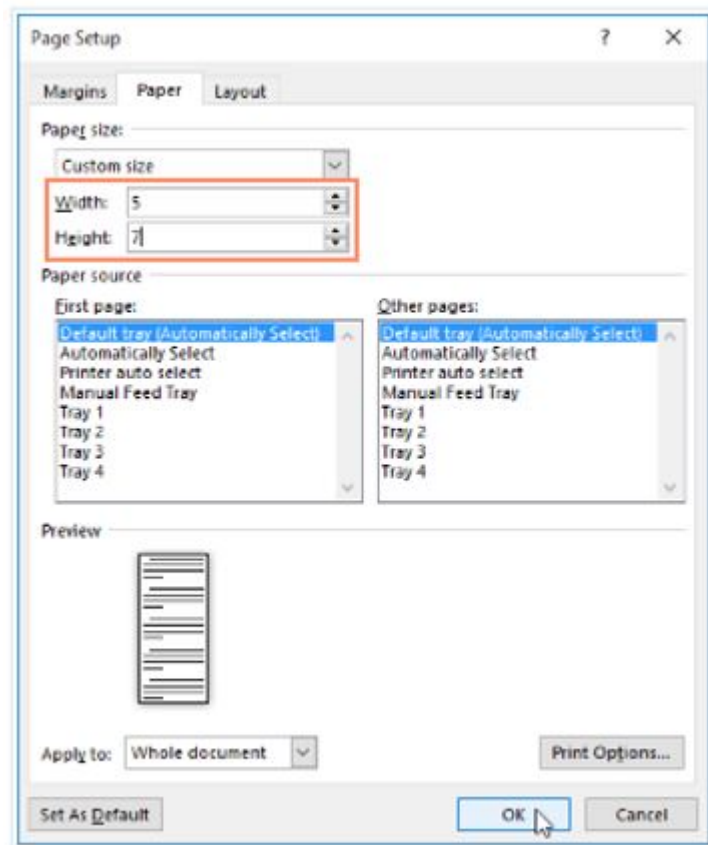 Page Setup ? ✕
Margins Paper Layout
Paper size:
Custom size
Width: 5
Height: 7
Paper source
First page:
Default tray (Automatically Select)
Automatically Select
Printer auto select
Manual Feed Tray
Tray 1
Tray 2
Tray 3
Tray 4
Other pages:
Default tray (Automatically Select)
Automatically Select
Printer auto select
Manual Feed Tray
Tray 1
Tray 2
Tray 3
Tray 4
Preview
Apply to: Whole document Print Options...
Set As Default OK Cancel